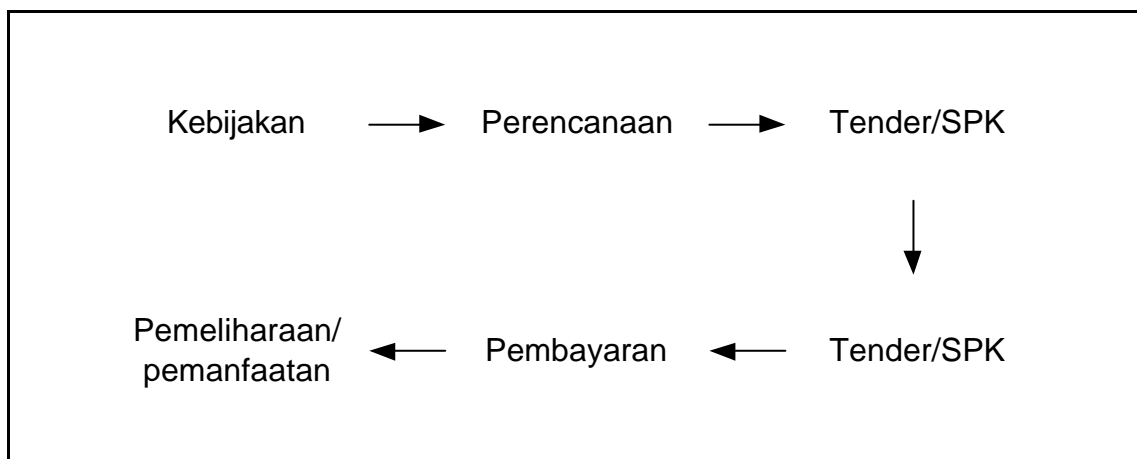 Kebijakan
Perencanaan
Tender/SPK
Tender/SPK
Pembayaran
Pemeliharaan/
pemanfaatan